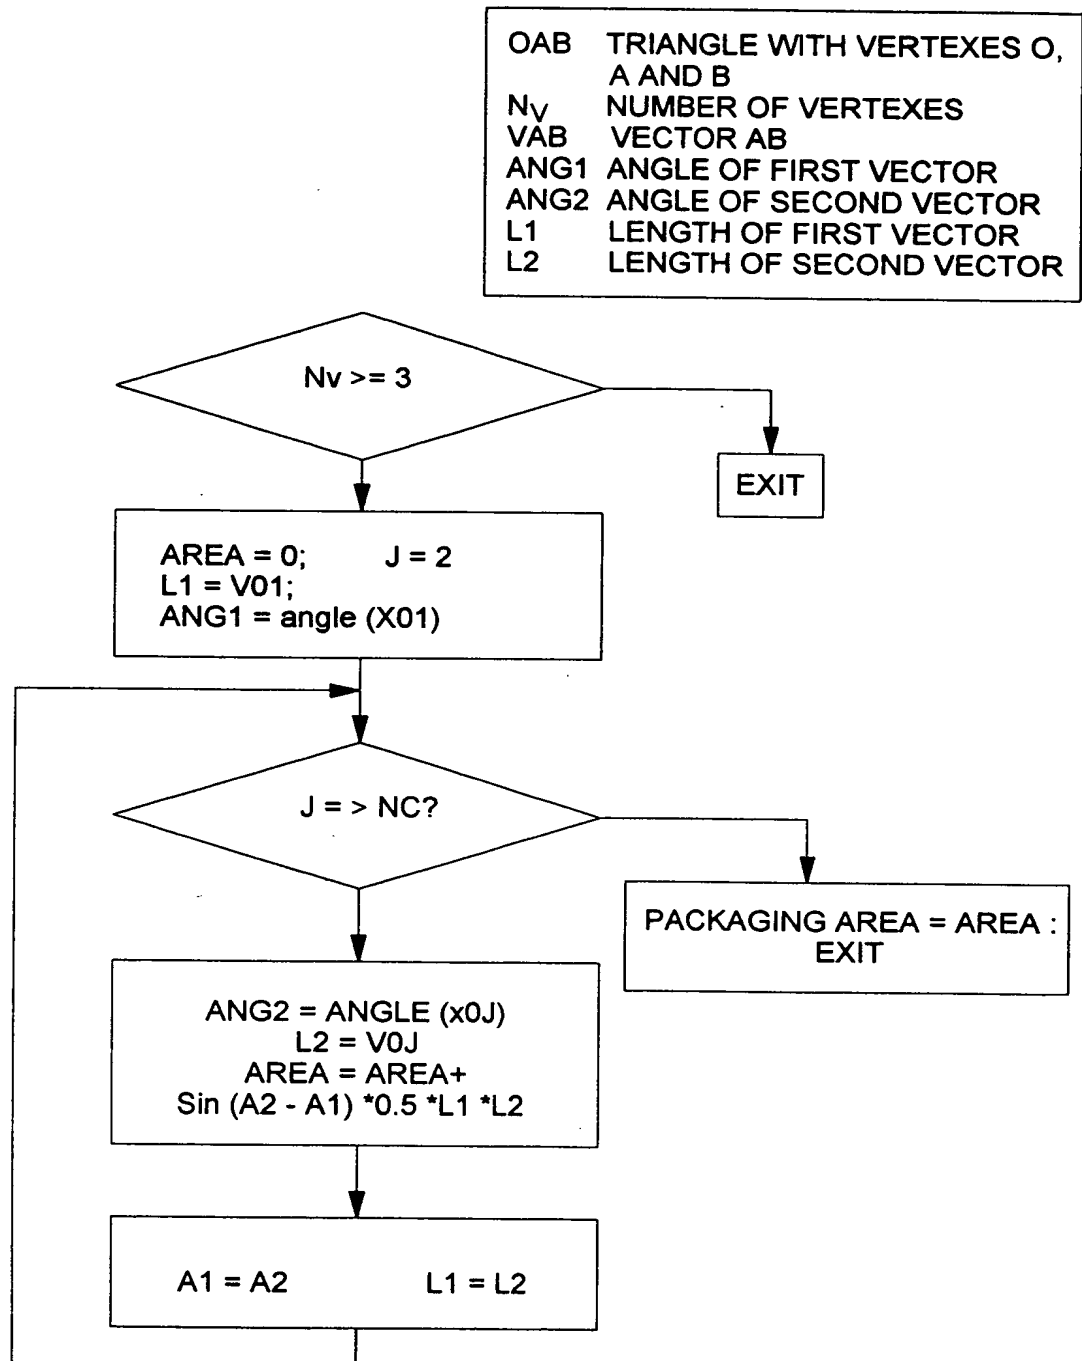 OAB TRIANGLE WITH VERTEXES O,
A AND B
NV NUMBER OF VERTEXES
VAB VECTOR AB
ANG1 ANGLE OF FIRST VECTOR
ANG2 ANGLE OF SECOND VECTOR
L1 LENGTH OF FIRST VECTOR
L2 LENGTH OF SECOND VECTOR
Nv >= 3
EXIT
AREA = 0; J = 2
L1 = V01;
ANG1 = angle (X01)
J = > NC?
PACKAGING AREA = AREA :
EXIT
ANG2 = ANGLE (x0J)
L2 = V0J
AREA = AREA+
Sin (A2 - A1) *0.5 *L1 *L2
A1 = A2 L1 = L2